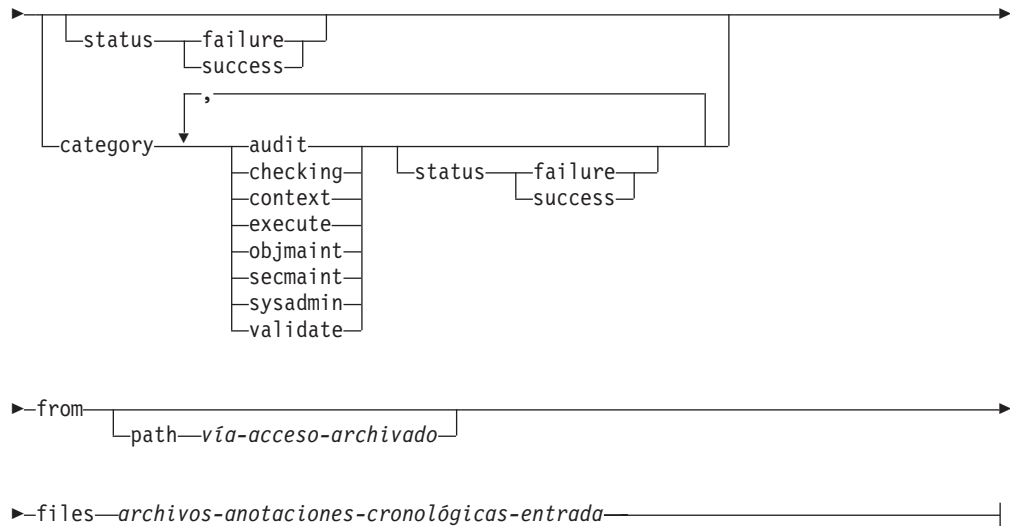 status failure
success
,
category audit
checking status failure
context success
execute
objmaint
secmaint
sysadmin
validate
from
path vía-acceso-archivado
files archivos-anotaciones-cronológicas-entrada